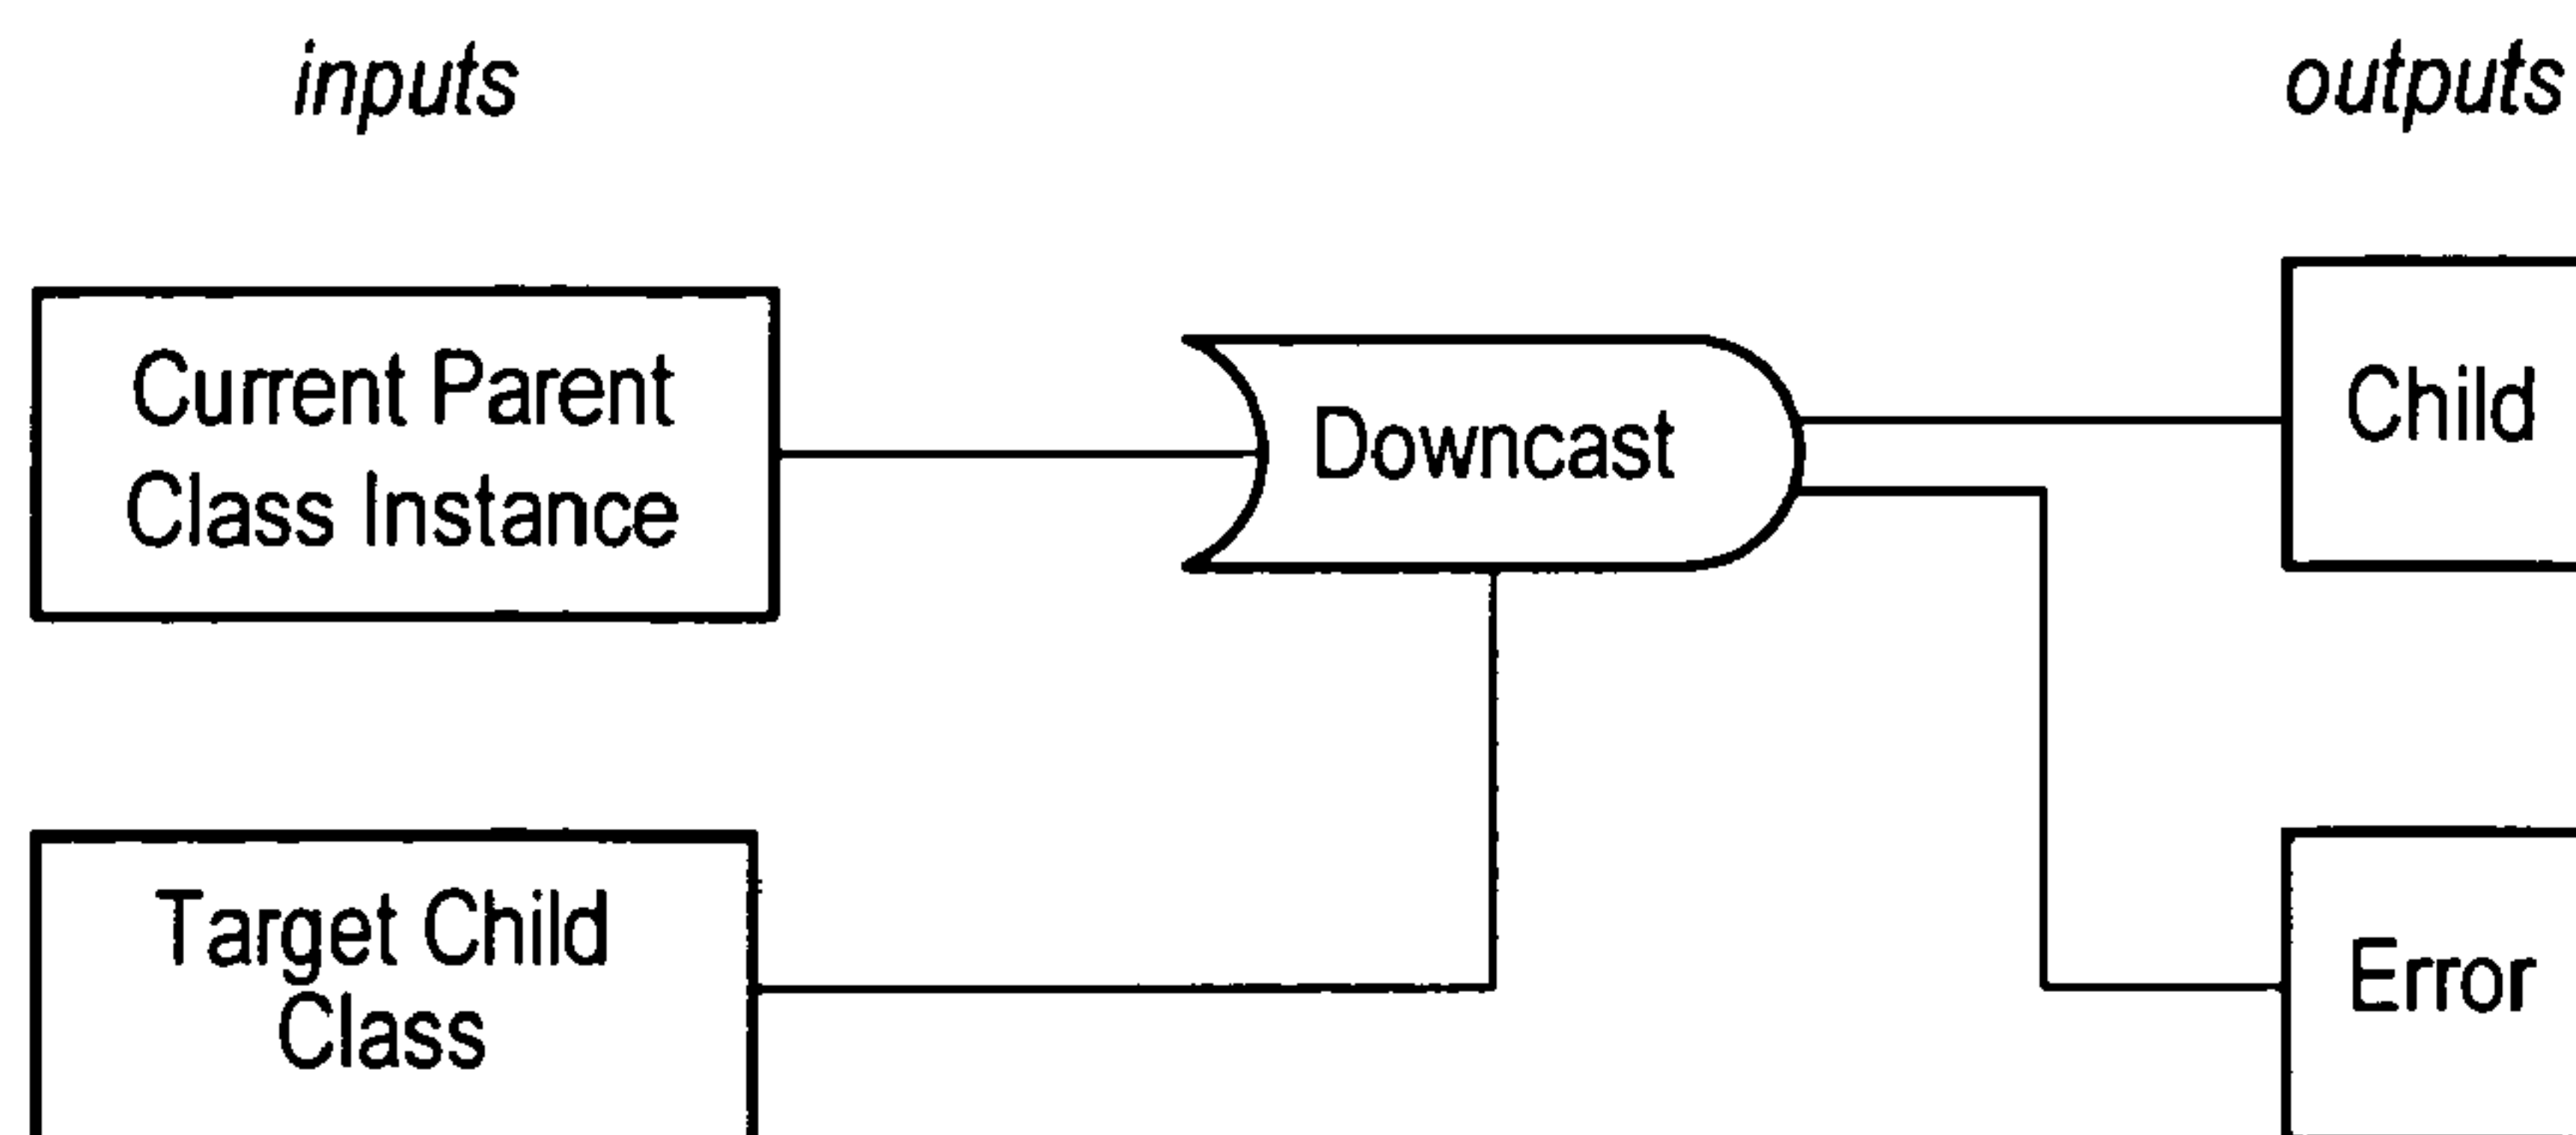 inputs
outputs
Current Parent
Class Instance
Downcast
Child
Target Child
Class
Error